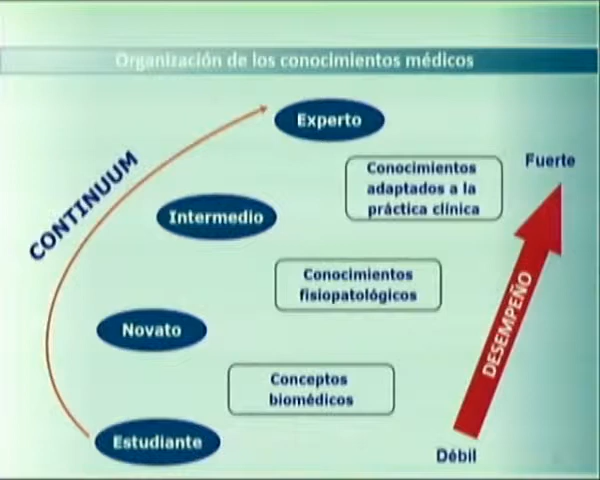 Organización de los conocimientos médicos
Experto
Fuerte
Conocimientos
adaptados a la
práctica clínica
CONTINUUM
Intermedio
Conocimientos
fisiopatológicos
DESEMPEÑO
Novato
Conceptos
biomédicos
Estudiante
Débil